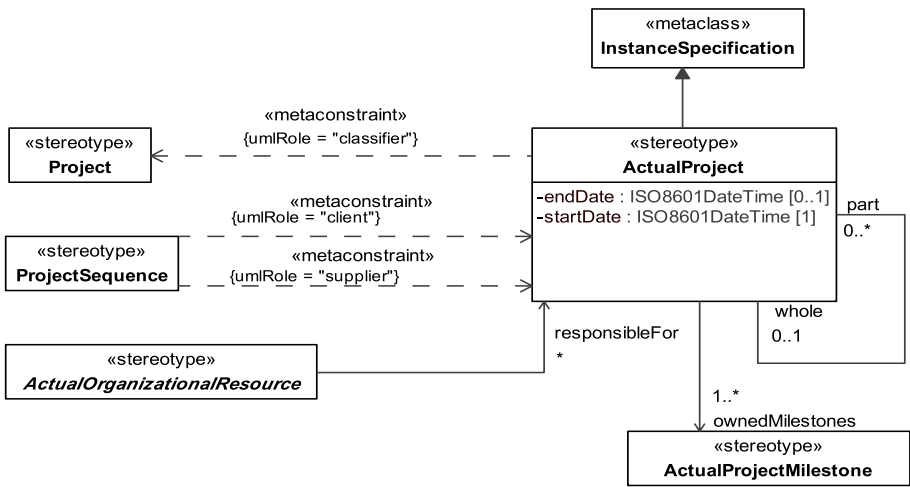 «metaclass»
InstanceSpecification
«metaconstraint»
{umlRole = "classifier"}
«stereotype»
Project
«stereotype»
ActualProject
-endDate : ISO8601DateTime [0..1]
-startDate : ISO8601DateTime [1]
part
0..*
«metaconstraint»
{umlRole = "client"}
«stereotype»
ProjectSequence
«metaconstraint»
{umlRole = "supplier"}
whole
0..1
responsibleFor
*
«stereotype»
ActualOrganizationalResource
1..*
ownedMilestones
«stereotype»
ActualProjectMilestone